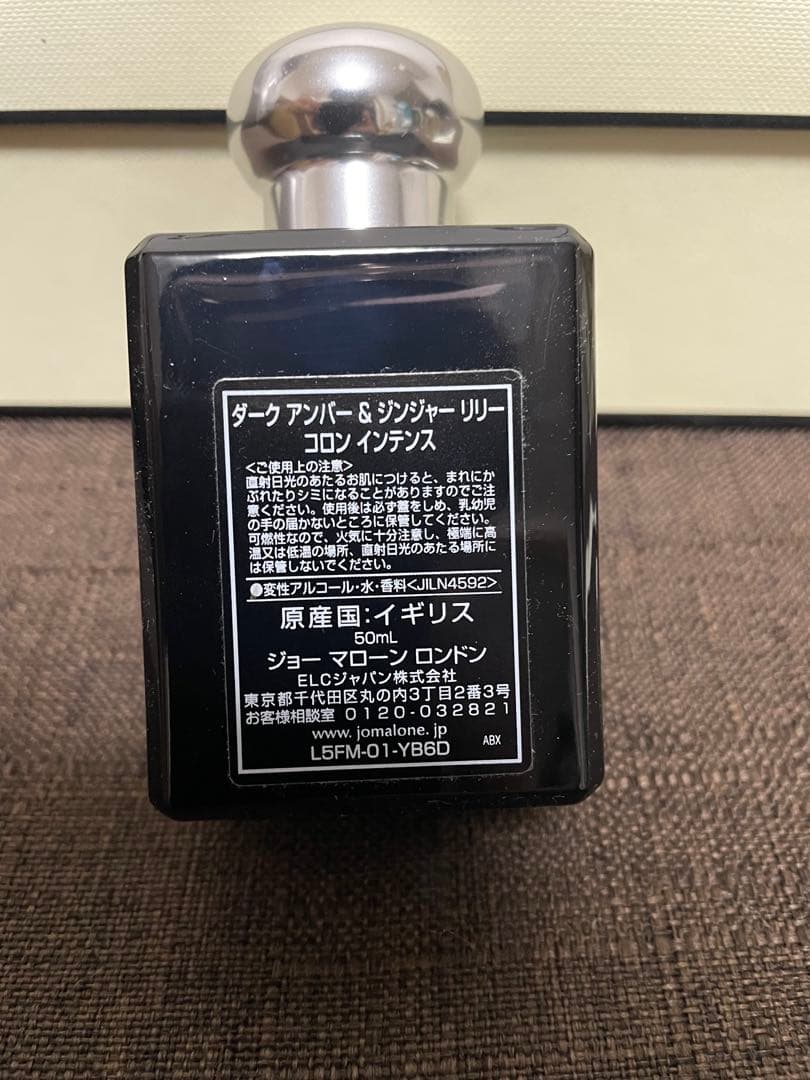 ダーク アンバー & ジンジャー リリー
コロン インテンス
<ご使用上の注意>
直射日光のあたるお肌につけると、まれにか
ぶれたりシミになることがありますのでご注
意ください。使用後は必ず蓋をしめ、乳幼児
の手の届かないところに保管してください。
可燃性なので、火気に十分注意し、極端に高
温又は低温の場所、直射日光のあたる場所に
は保管しないでください。
●変性アルコール・水・香料<JILN4592>
原産国:イギリス
50mL
ジョー マローン ロンドン
ELCジャパン株式会社
東京都千代田区丸の内3丁目2番3号
お客様相談室 0120-032821
www.jomalone.jp
L5FM-01-YB6D ABX